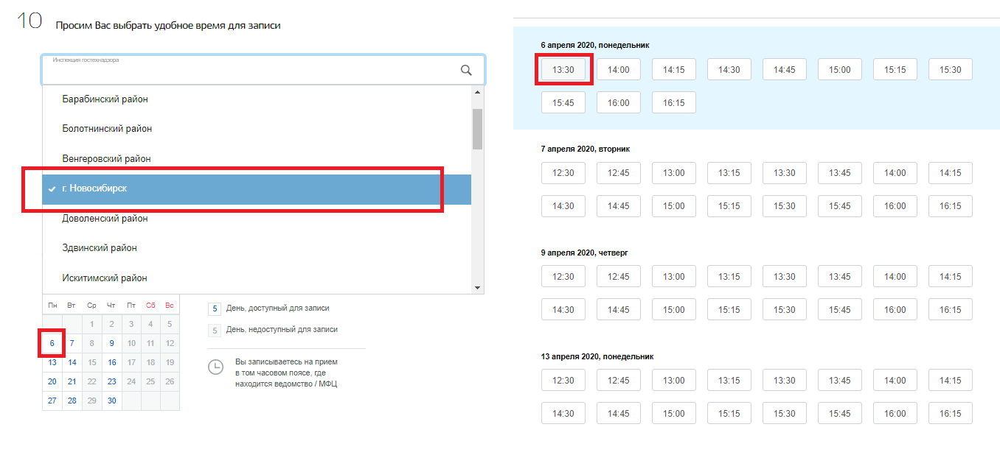 10
Просим Вас выбрать удобное время для записи
Инспекция гостехнадзора
Барабинский район
Болотнинский район
Венгеровский район
г. Новосибирск
Доволенский район
Здвинский район
Искитимский район
Пн Вт Ср Чт Пт Сб Вс
1 2 3 4 5
6 7 8 9 10 11 12
13 14 15 16 17 18 19
20 21 22 23 24 25 26
27 28 29 30
5 День, доступный для записи
5 День, недоступный для записи
Вы записываетесь на прием
в том часовом поясе, где
находится ведомство / МФЦ
6 апреля 2020, понедельник
13:30 14:00 14:15 14:30 14:45 15:00 15:15 15:30
15:45 16:00 16:15
7 апреля 2020, вторник
12:30 12:45 13:00 13:15 13:30 13:45 14:00 14:15
14:30 14:45 15:00 15:15 15:30 15:45 16:00 16:15
9 апреля 2020, четверг
12:30 12:45 13:00 13:15 13:30 13:45 14:00 14:15
14:30 14:45 15:00 15:15 15:30 15:45 16:00 16:15
13 апреля 2020, понедельник
12:30 12:45 13:00 13:15 13:30 13:45 14:00 14:15
14:30 14:45 15:00 15:15 15:30 15:45 16:00 16:15